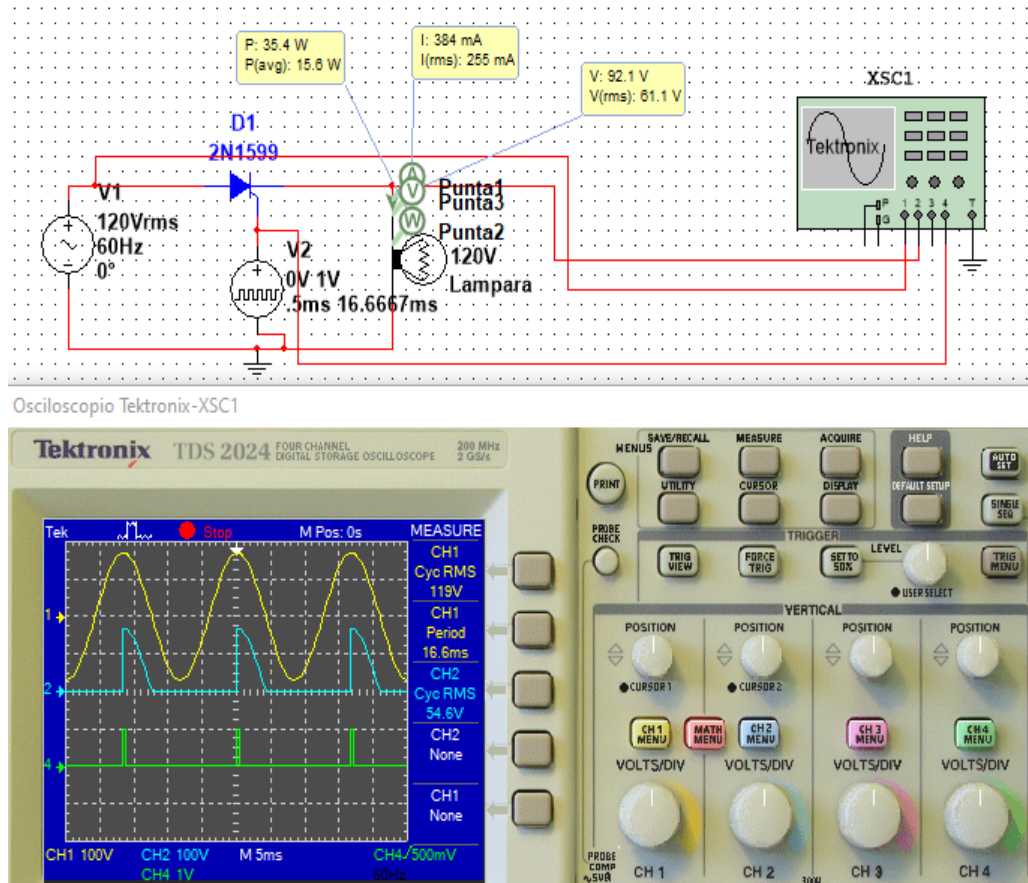 P: 35.4 W
P(avg): 15.6 W
I: 384 mA
I(rms): 255 mA
V: 92.1 V
V(rms): 61.1 V
XSC1
Tektronix
P
G
1 2 3 4
T
D1
2N1599
V1
120Vrms
60Hz
0°
V2
0V 1V
.5ms 16.6667ms
A
V
W
Punta1
Punta3
Punta2
120V
Lampara
Osciloscopio Tektronix-XSC1
Tektronix TDS 2024 FOUR CHANNEL DIGITAL STORAGE OSCILLOSCOPE 200 MHz 2 GS/s
Tek Stop M Pos: 0s MEASURE
CH1
Cyc RMS
119V
CH1
Period
16.6ms
CH2
Cyc RMS
54.6V
CH2
None
CH1
None
1
2
4
CH1 100V CH2 100V M 5ms CH4 500mV
CH4 1V 60Hz
MENUS
SAVE/RECALL MEASURE ACQUIRE HELP
PRINT
UTILITY CURSOR DISPLAY DEFAULT SETUP
AUTO SET
SINGLE SEQ
PROBE CHECK
TRIGGER
TRIG VIEW
FORCE TRIG
SET TO 50%
LEVEL
USER SELECT
TRIG MENU
VERTICAL
POSITION POSITION POSITION POSITION
CURSOR 1 CURSOR 2
CH 1 MENU
MATH MENU
CH 2 MENU
CH 3 MENU
CH 4 MENU
VOLTS/DIV VOLTS/DIV VOLTS/DIV VOLTS/DIV
PROBE COMP
CH 1 CH 2 CH 3 CH 4